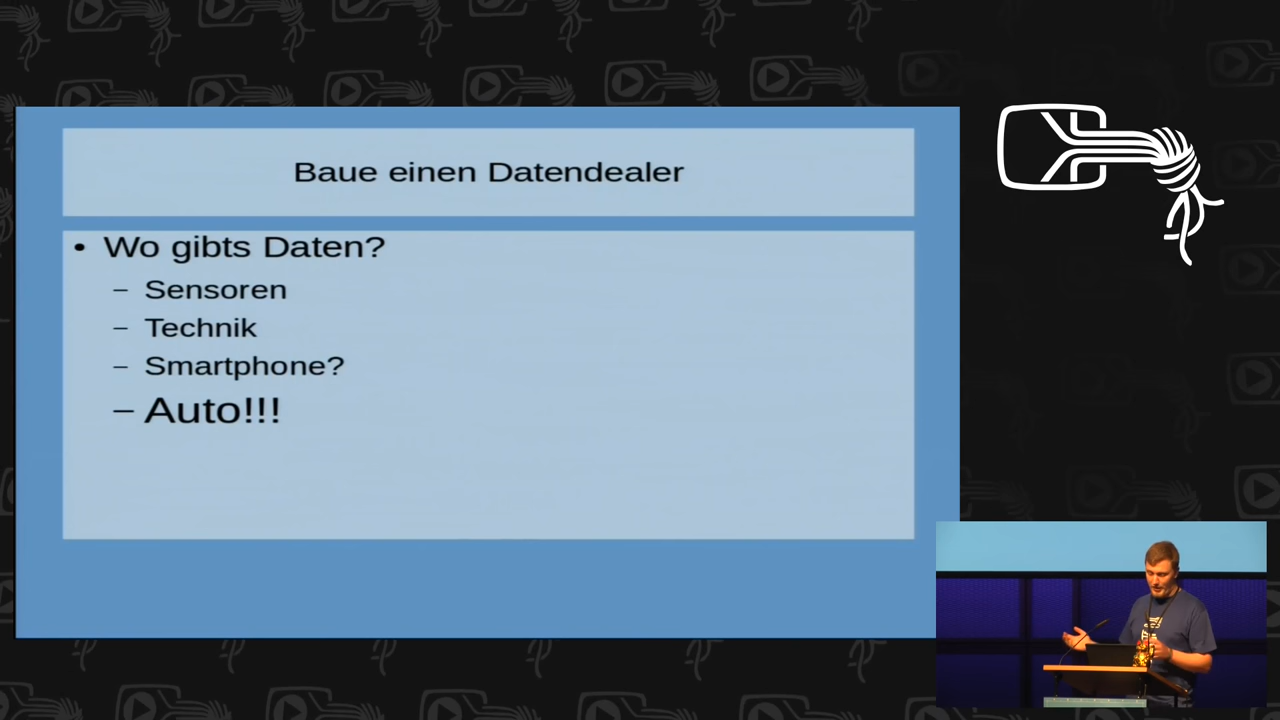 Baue einen Datendealer
• Wo gibts Daten?
– Sensoren
– Technik
– Smartphone?
– Auto!!!